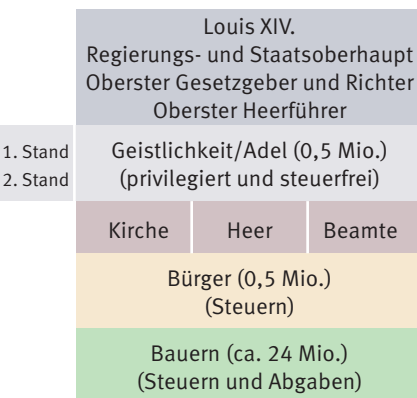 Louis XIV.
Regierungs- und Staatsoberhaupt
Oberster Gesetzgeber und Richter
Oberster Heerführer
1. Stand
2. Stand
Geistlichkeit/Adel (0,5 Mio.)
(privilegiert und steuerfrei)
Kirche Heer Beamte
Bürger (0,5 Mio.)
(Steuern)
Bauern (ca. 24 Mio.)
(Steuern und Abgaben)